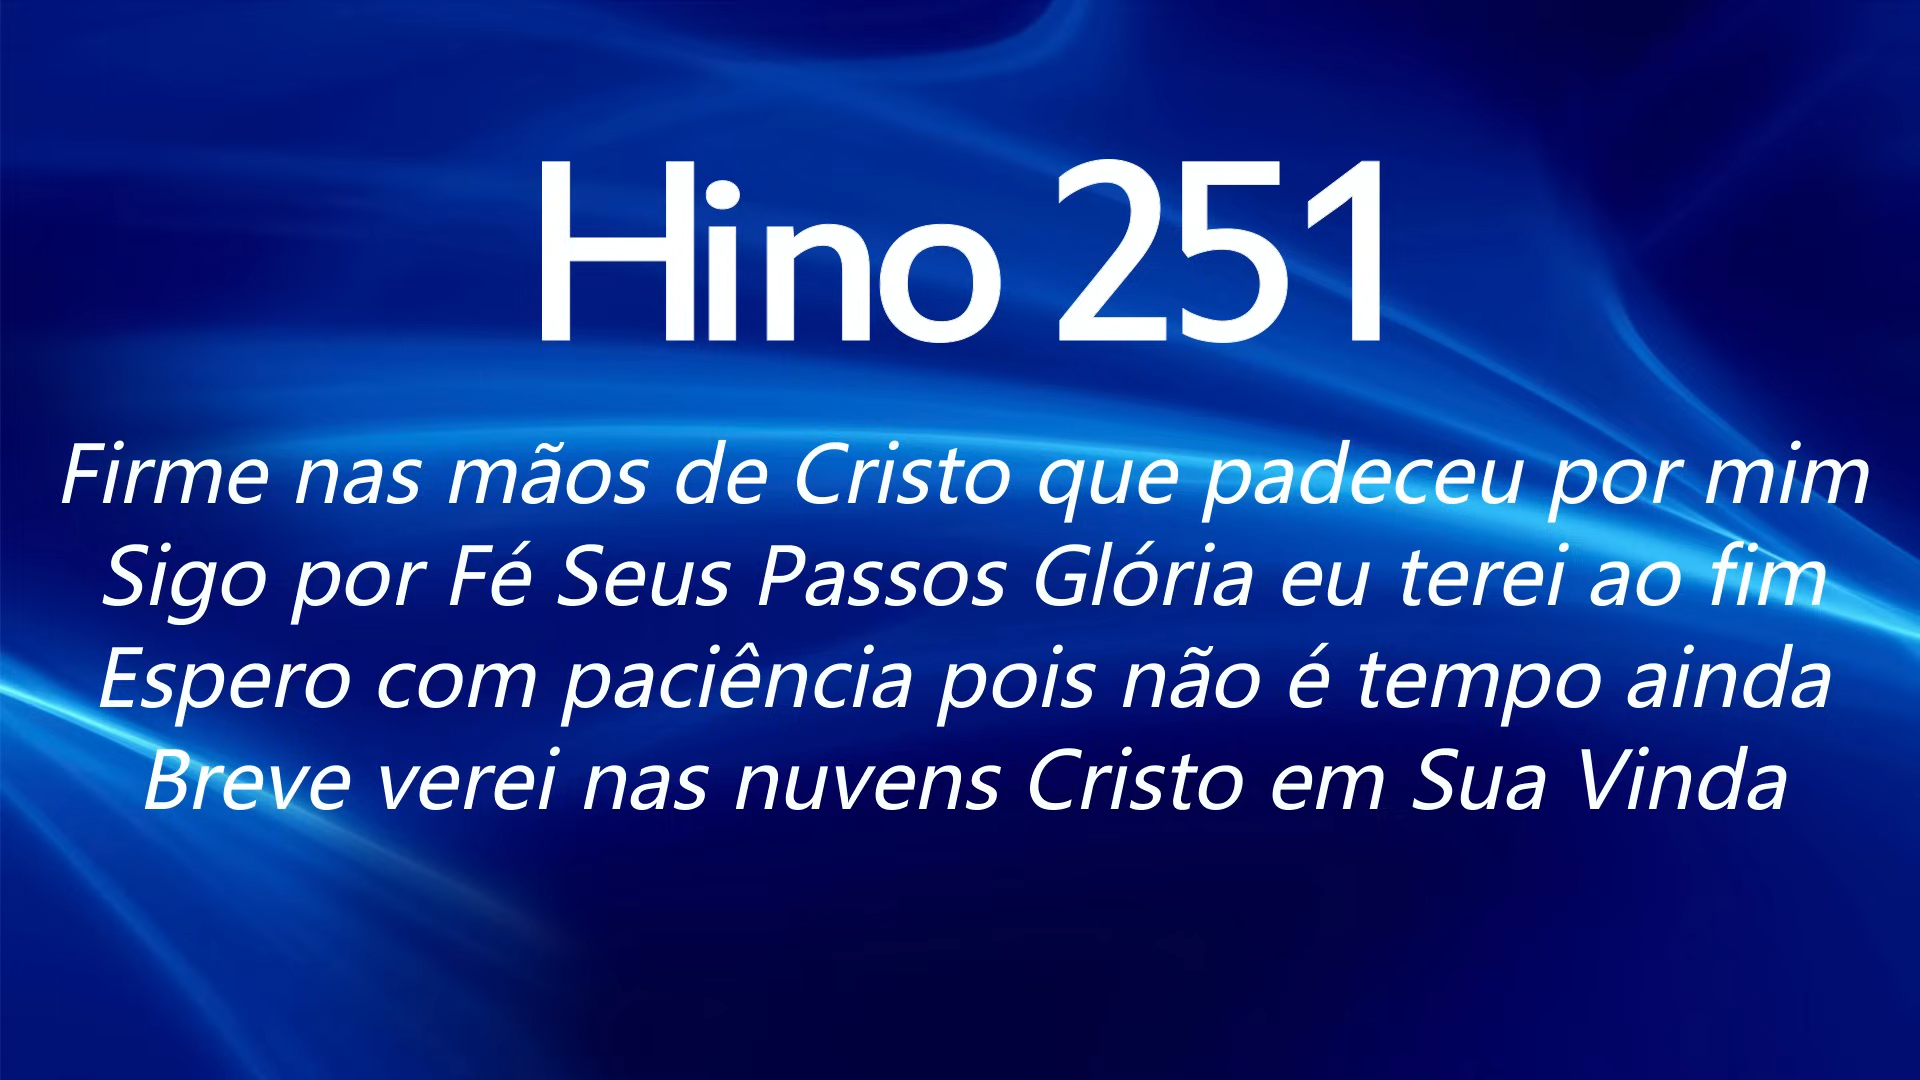 Hino 251
Firme nas mãos de Cristo que padeceu por mim
Sigo por Fé Seus Passos Glória eu terei ao fim
Espero com paciência pois não é tempo ainda
Breve verei nas nuvens Cristo em Sua Vinda